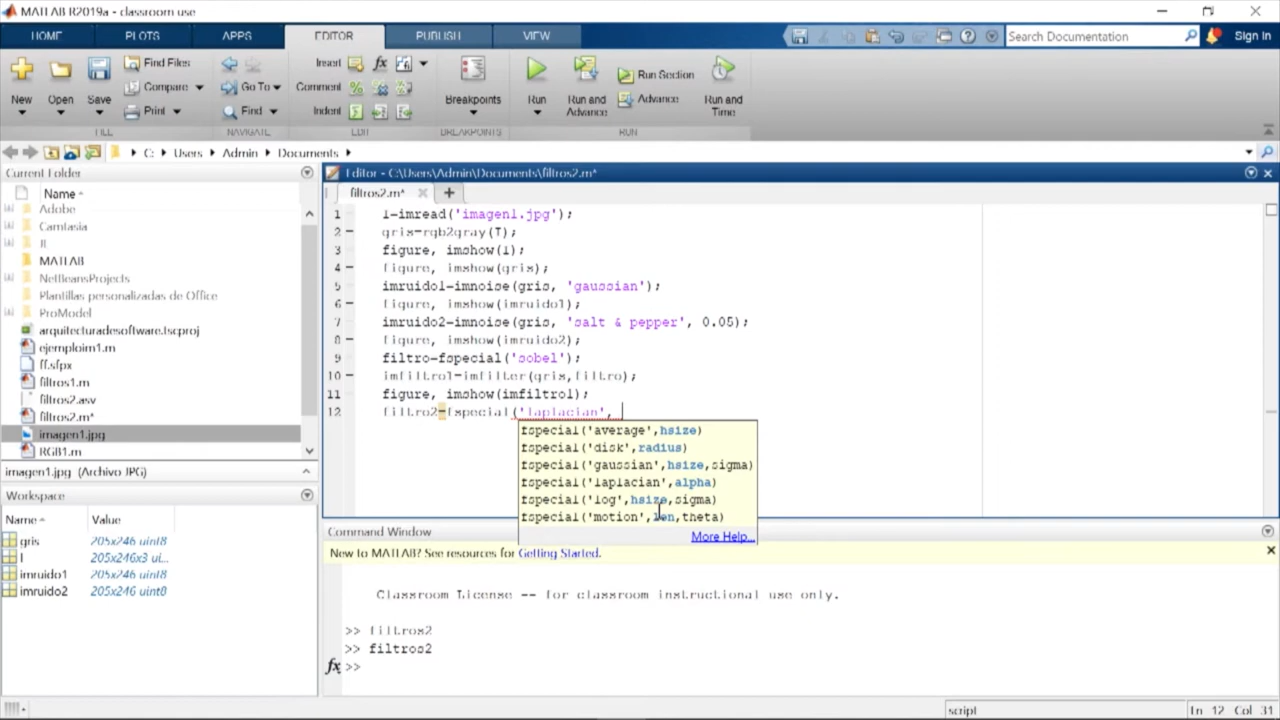 MATLAB R2019a - classroom use
HOME PLOTS APPS EDITOR PUBLISH VIEW Search Documentation Sign In
New Open Save Find Files Compare Print
Go To Find
Insert fx Comment Indent
Breakpoints
Run Run and Advance Run Section Advance Run and Time
FILE NAVIGATE EDIT BREAKPOINTS RUN
C: Users Admin Documents
Current Folder
Name
Adobe
Camtasia
MATLAB
NetBeansProjects
Plantillas personalizadas de Office
ProModel
arquitecturadesoftware.tscproj
ejemploim1.m
ff.sfpx
filtros1.m
filtros2.asv
filtros2.m*
imagen1.jpg
RGB1.m
imagen1.jpg (Archivo JPG)
Workspace
Name Value
gris 205x246 uint8
I 205x246x3 ui...
imruido1 205x246 uint8
imruido2 205x246 uint8
Editor - C:\Users\Admin\Documents\filtros2.m*
filtros2.m* +
1 I=imread('imagen1.jpg');
2 gris=rgb2gray(I);
3 figure, imshow(I);
4 figure, imshow(gris);
5 imruido1=imnoise(gris, 'gaussian');
6 figure, imshow(imruido1);
7 imruido2=imnoise(gris, 'salt & pepper', 0.05);
8 figure, imshow(imruido2);
9 filtro=fspecial('sobel');
10 imfiltro1=imfilter(gris,filtro);
11 figure, imshow(imfiltro1);
12 filtro2=fspecial('laplacian',
fspecial('average',hsize)
fspecial('disk',radius)
fspecial('gaussian',hsize,sigma)
fspecial('laplacian',alpha)
fspecial('log',hsize,sigma)
fspecial('motion',len,theta)
More Help...
Command Window
New to MATLAB? See resources for Getting Started.
Classroom License -- for classroom instructional use only.
>> filtros2
>> filtros2
fx >>
script Ln 12 Col 31